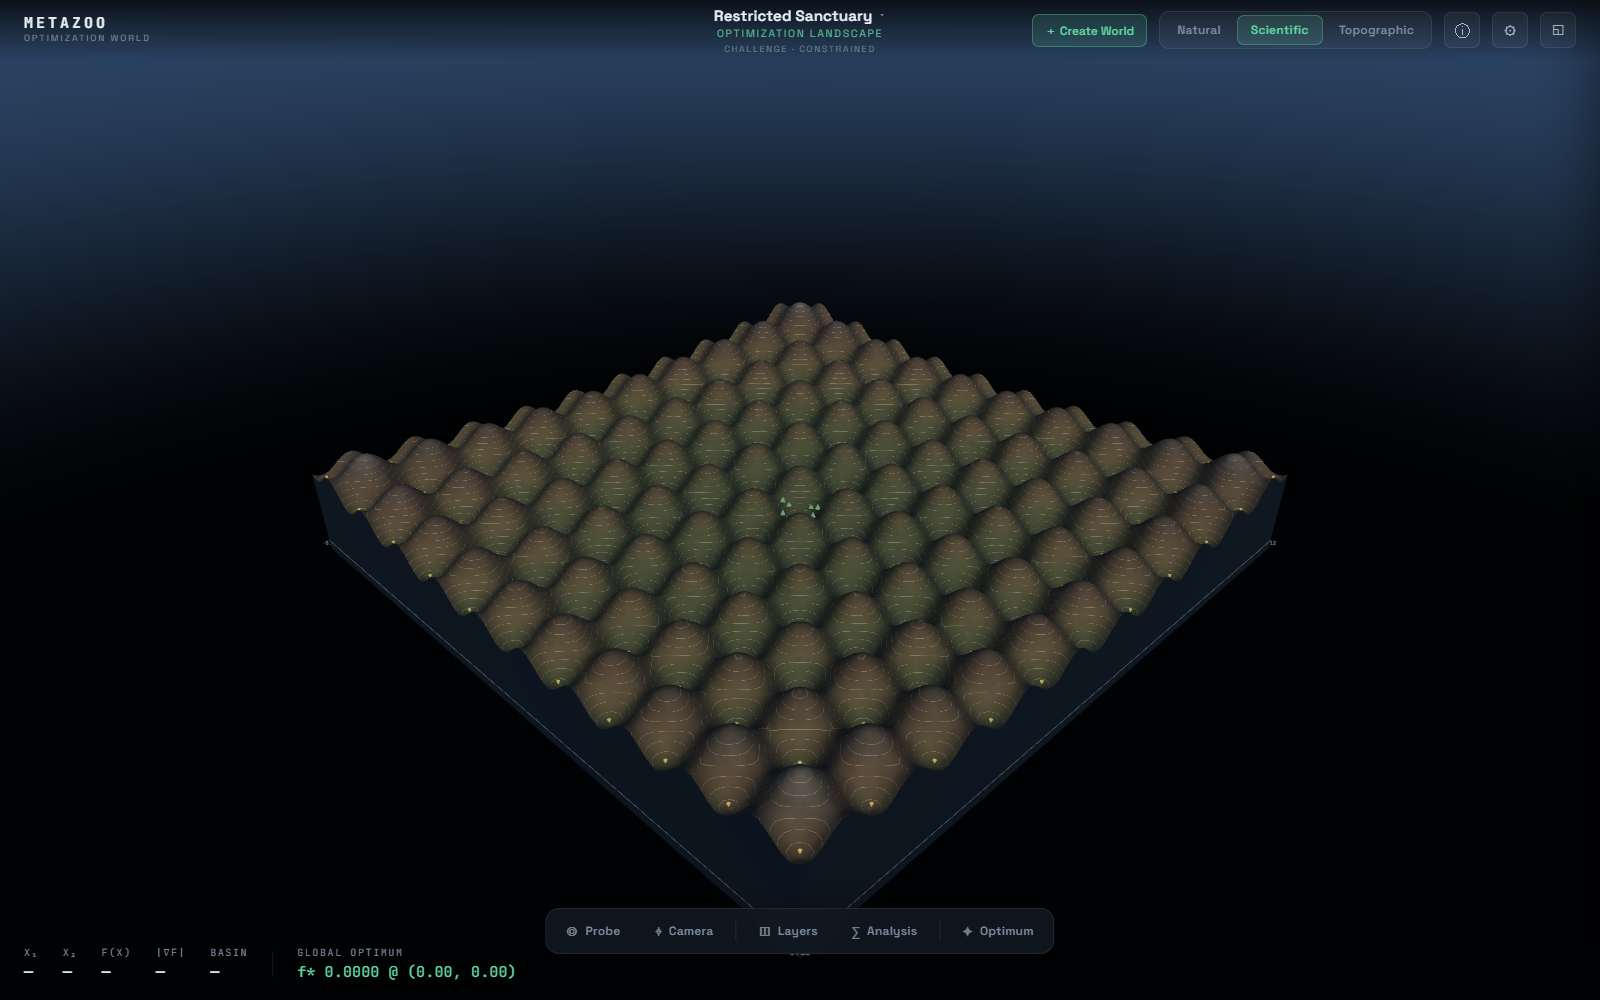 METAZOO
OPTIMIZATION WORLD
Restricted Sanctuary
OPTIMIZATION LANDSCAPE
CHALLENGE · CONSTRAINED
+ Create World
Natural
Scientific
Topographic
12
Probe
Camera
Layers
∑ Analysis
Optimum
X₁
X₂
F(X)
|∇F|
BASIN
—
—
—
—
—
GLOBAL OPTIMUM
f* 0.0000 @ (0.00, 0.00)